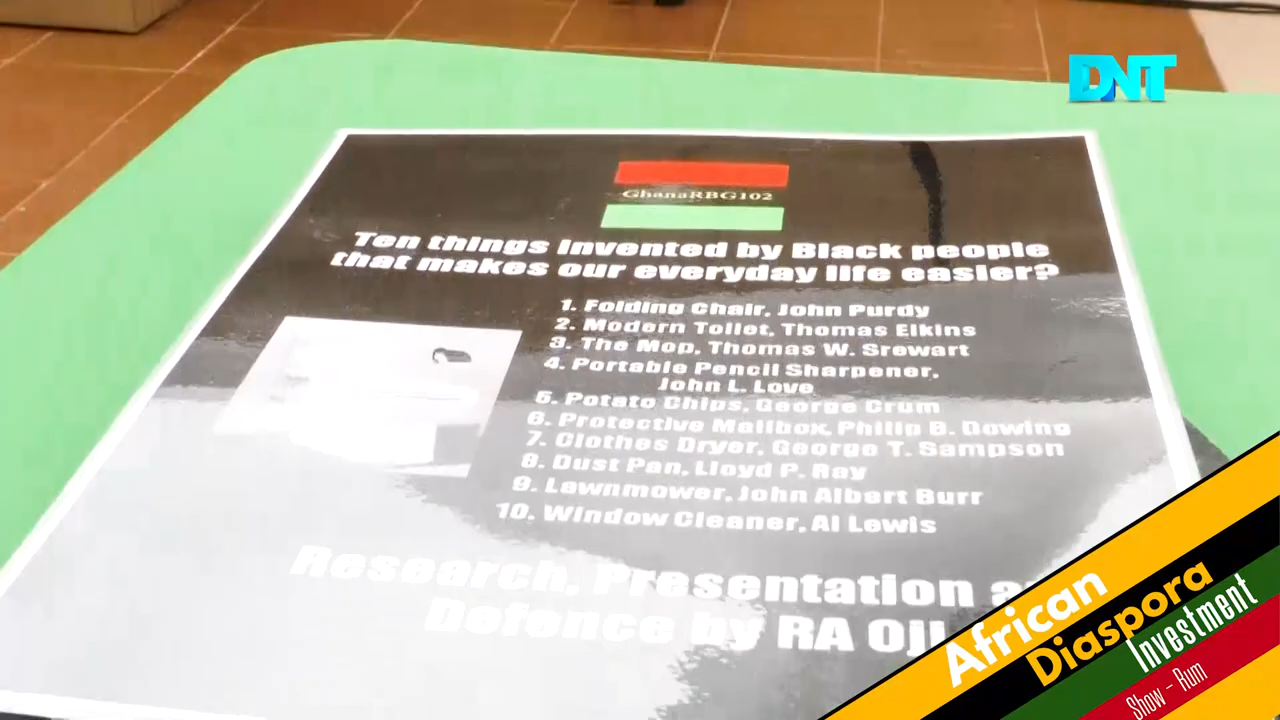 DNT
GhanaRBG102
Ten things invented by Black people
that makes our everyday life easier?
1. Folding Chair, John Purdy
2. Modern Toilet, Thomas Elkins
3. The Mop, Thomas W. Srewart
4. Portable Pencil Sharpener,
John L. Love
5. Potato Chips, George Crum
6. Protective Mailbox, Philip B. Dowing
7. Clothes Dryer, George T. Sampson
8. Dust Pan, Lloyd P. Ray
9. Lawnmower, John Albert Burr
10. Window Cleaner, Al Lewis
Research, Presentation
Defence by RA Oji
African
Diaspora
Investment
Show - Rum